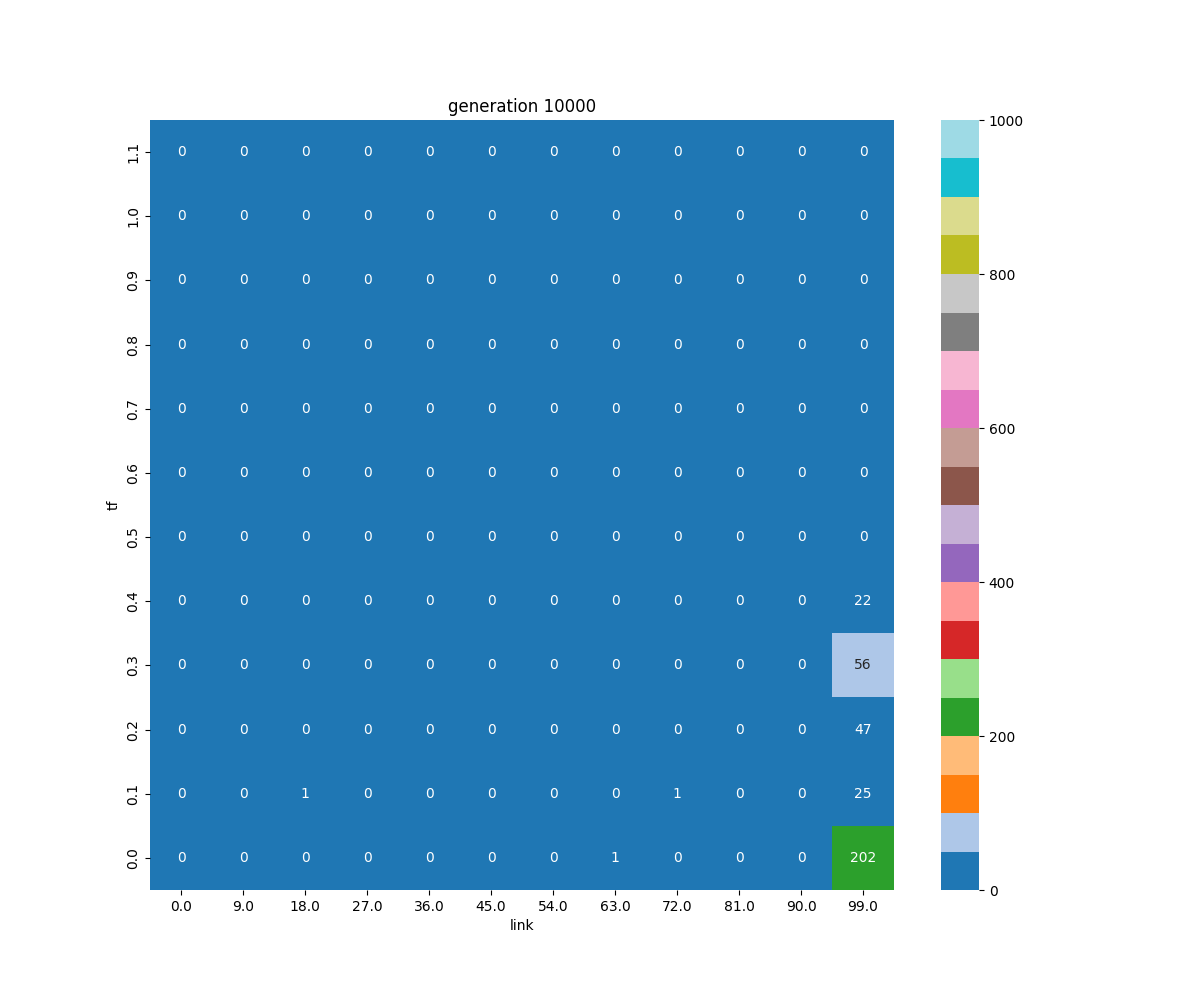 generation 10000
1.1 0 0 0 0 0 0 0 0 0 0 0 0
1.0 0 0 0 0 0 0 0 0 0 0 0 0
0.9 0 0 0 0 0 0 0 0 0 0 0 0
0.8 0 0 0 0 0 0 0 0 0 0 0 0
0.7 0 0 0 0 0 0 0 0 0 0 0 0
0.6 0 0 0 0 0 0 0 0 0 0 0 0
0.5 0 0 0 0 0 0 0 0 0 0 0 0
0.4 0 0 0 0 0 0 0 0 0 0 0 22
0.3 0 0 0 0 0 0 0 0 0 0 0 56
0.2 0 0 0 0 0 0 0 0 0 0 0 47
0.1 0 0 1 0 0 0 0 0 1 0 0 25
0.0 0 0 0 0 0 0 0 1 0 0 0 202
tf
0.0 9.0 18.0 27.0 36.0 45.0 54.0 63.0 72.0 81.0 90.0 99.0
link
1000
800
600
400
200
0